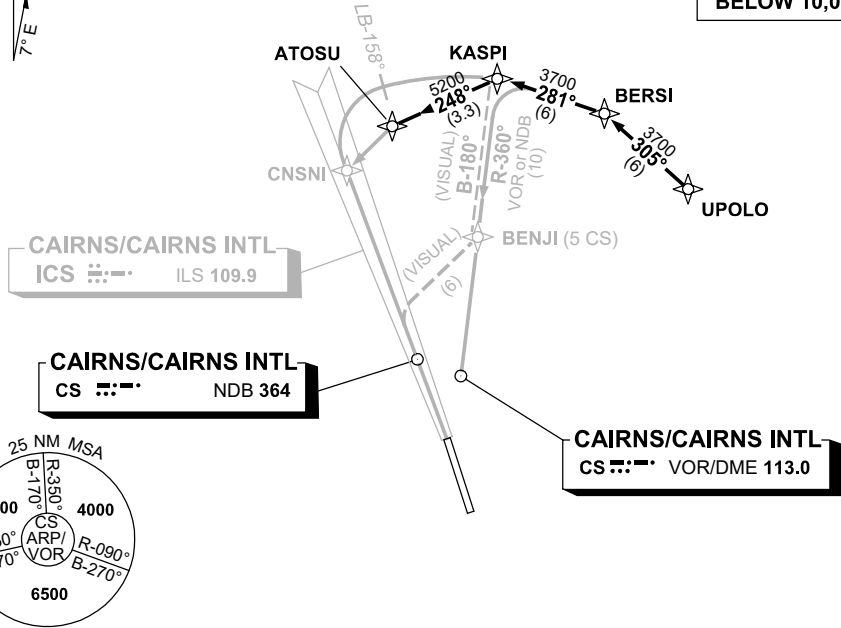 BELOW 10,0
7° E
LB-158°
ATOSU
KASPI
5200
248°
(3.3)
3700
281°
(6)
BERSI
3700
305°
(6)
UPOLO
CNSNI
(VISUAL)
B-180°
R-360°
VOR or NDB
(10)
BENJI (5 CS)
(VISUAL)
(6)
CAIRNS/CAIRNS INTL
ICS ILS 109.9
CAIRNS/CAIRNS INTL
CS NDB 364
CAIRNS/CAIRNS INTL
CS VOR/DME 113.0
25 NM MSA
B-170°
R-350°
00
4000
CS
ARP/
VOR
0°
70°
R-090°
B-270°
6500